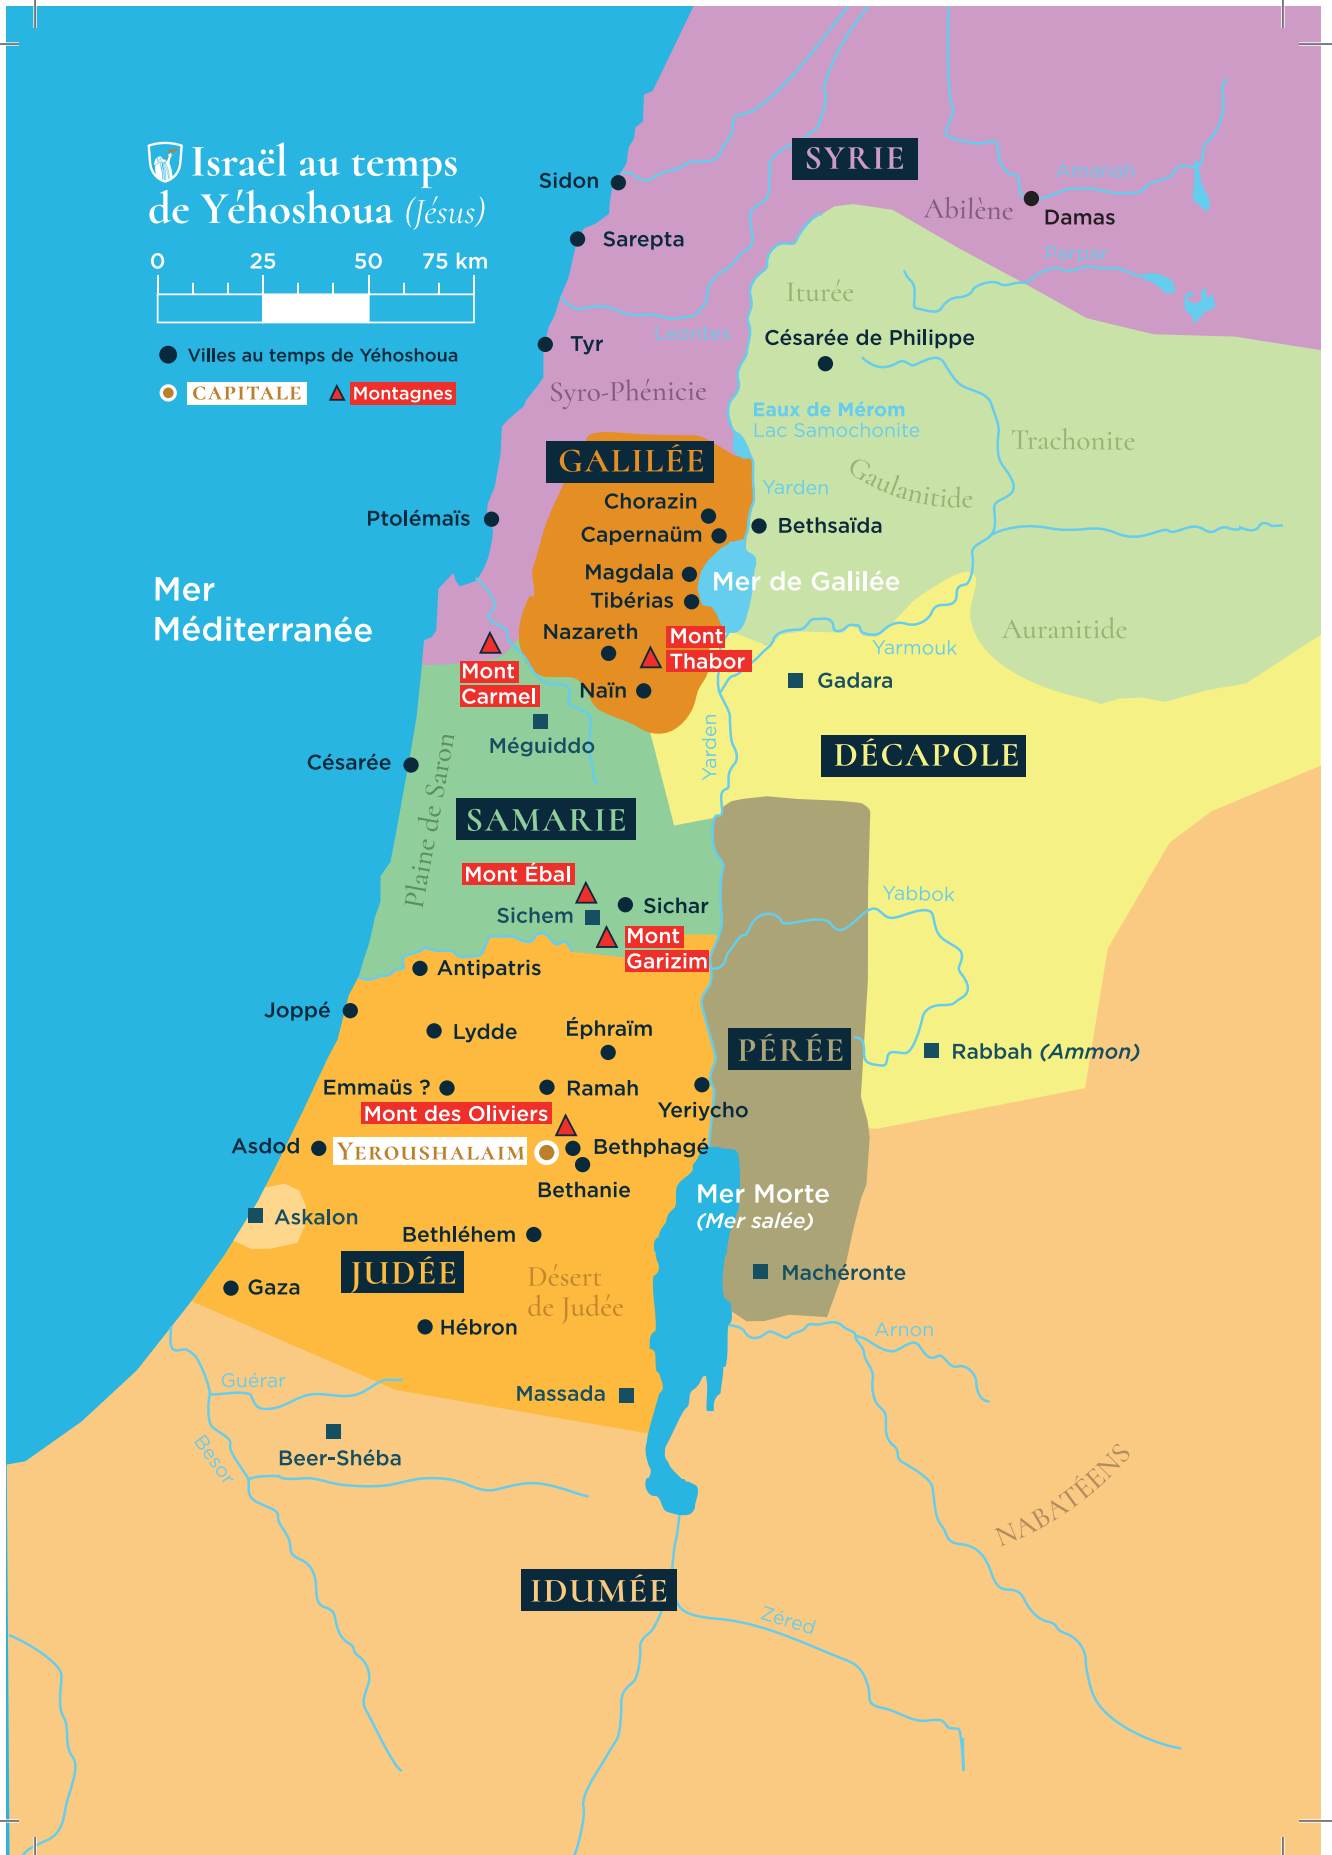 Israël au temps
de Yéhoshoua (Jésus)
0 25 50 75 km
Villes au temps de Yéhoshoua
CAPITALE
Montagnes
SYRIE
Sidon
Abilène
Amanah
Damas
Sarepta
Parpar
Iturée
Leontes
Césarée de Philippe
Tyr
Syro-Phénicie
Eaux de Mérom
Lac Samochonite
Trachonite
GALILÉE
Gaulanitide
Yarden
Chorazin
Ptolémaïs
Bethsaïda
Capernaüm
Magdala
Mer de Galilée
Mer
Méditerranée
Tibérias
Nazareth
Mont
Thabor
Auranitide
Yarmouk
Mont
Carmel
Naïn
Gadara
Méguiddo
Yarden
DÉCAPOLE
Césarée
Plaine de Saron
SAMARIE
Mont Ébal
Yabbok
Sichem
Sichar
Mont
Garizim
Antipatris
Joppé
Lydde
Éphraïm
PÉRÉE
Rabbah (Ammon)
Emmaüs ?
Ramah
Yeriycho
Mont des Oliviers
Asdod
YEROUSHALAIM
Bethphagé
Bethanie
Mer Morte
(Mer salée)
Askalon
Bethléhem
JUDÉE
Désert
de Judée
Machéronte
Gaza
Hébron
Arnon
Guérar
Massada
Besor
Beer-Shéba
NABATÉENS
IDUMÉE
Zéred